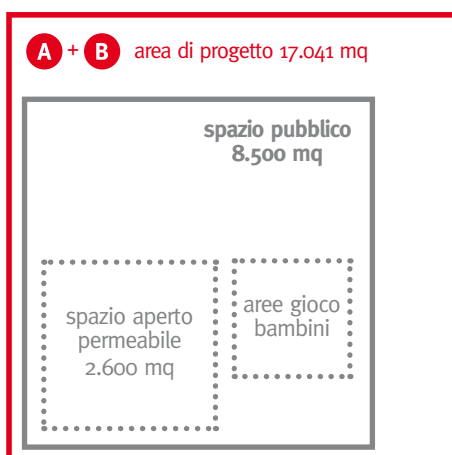 A + B area di progetto 17.041 mq
spazio pubblico
8.500 mq
spazio aperto
permeabile
2.600 mq
aree gioco
bambini